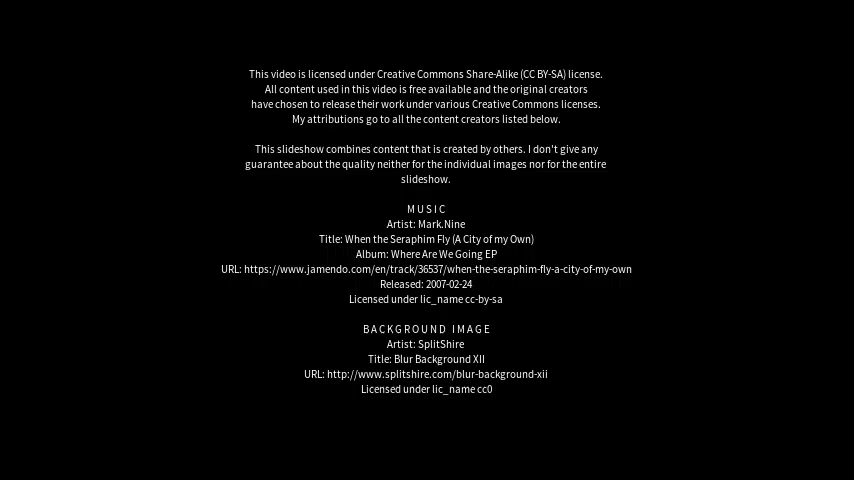 This video is licensed under Creative Commons Share-Alike (CC BY-SA) license.
All content used in this video is free available and the original creators
have chosen to release their work under various Creative Commons licenses.
My attributions go to all the content creators listed below.
This slideshow combines content that is created by others. I don't give any
guarantee about the quality neither for the individual images nor for the entire
slideshow.
MUSIC
Artist: Mark.Nine
Title: When the Seraphim Fly (A City of my Own)
Album: Where Are We Going EP
URL: https://www.jamendo.com/en/track/36537/when-the-seraphim-fly-a-city-of-my-own
Released: 2007-02-24
Licensed under lic_name cc-by-sa
BACKGROUND IMAGE
Artist: SplitShire
Title: Blur Background XII
URL: http://www.splitshire.com/blur-background-xii
Licensed under lic_name cc0